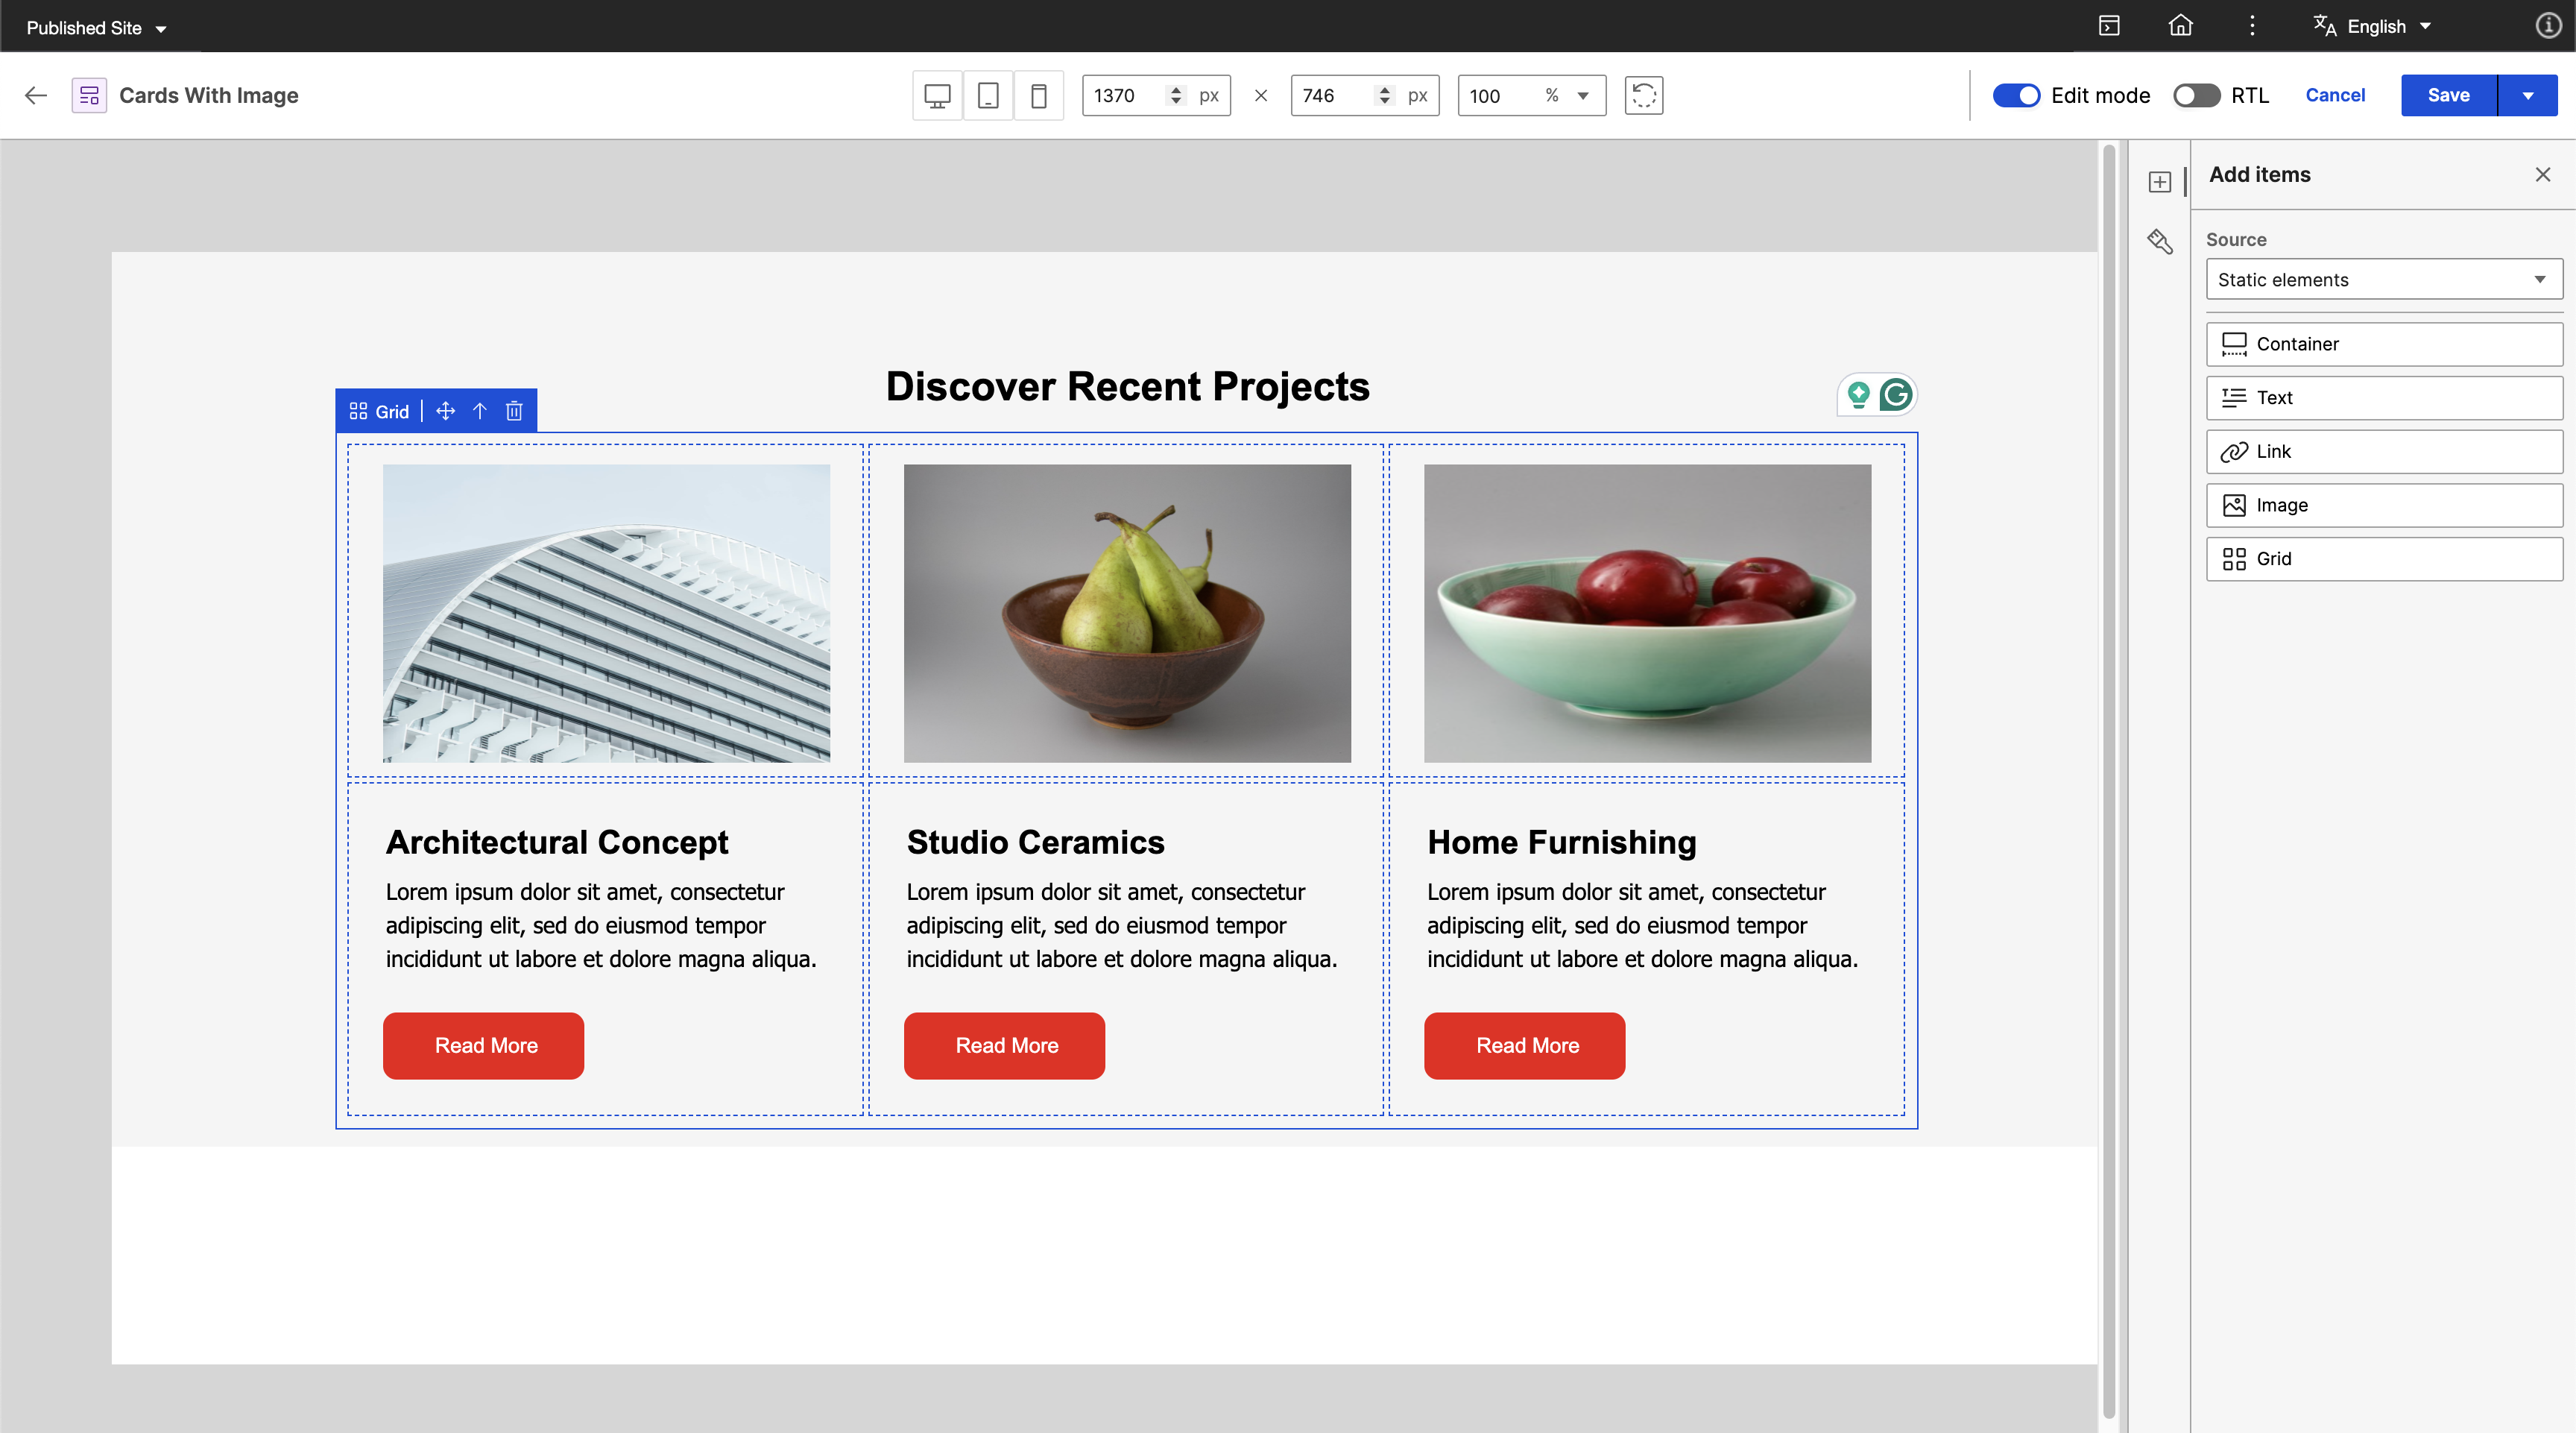 Published Site
English
Cards With Image
1370 px × 746 px 100 %
Edit mode
RTL
Cancel
Save
Discover Recent Projects
Grid
Architectural Concept
Lorem ipsum dolor sit amet, consectetur
adipiscing elit, sed do eiusmod tempor
incididunt ut labore et dolore magna aliqua.
Read More
Studio Ceramics
Lorem ipsum dolor sit amet, consectetur
adipiscing elit, sed do eiusmod tempor
incididunt ut labore et dolore magna aliqua.
Read More
Home Furnishing
Lorem ipsum dolor sit amet, consectetur
adipiscing elit, sed do eiusmod tempor
incididunt ut labore et dolore magna aliqua.
Read More
Add items
Source
Static elements
Container
Text
Link
Image
Grid